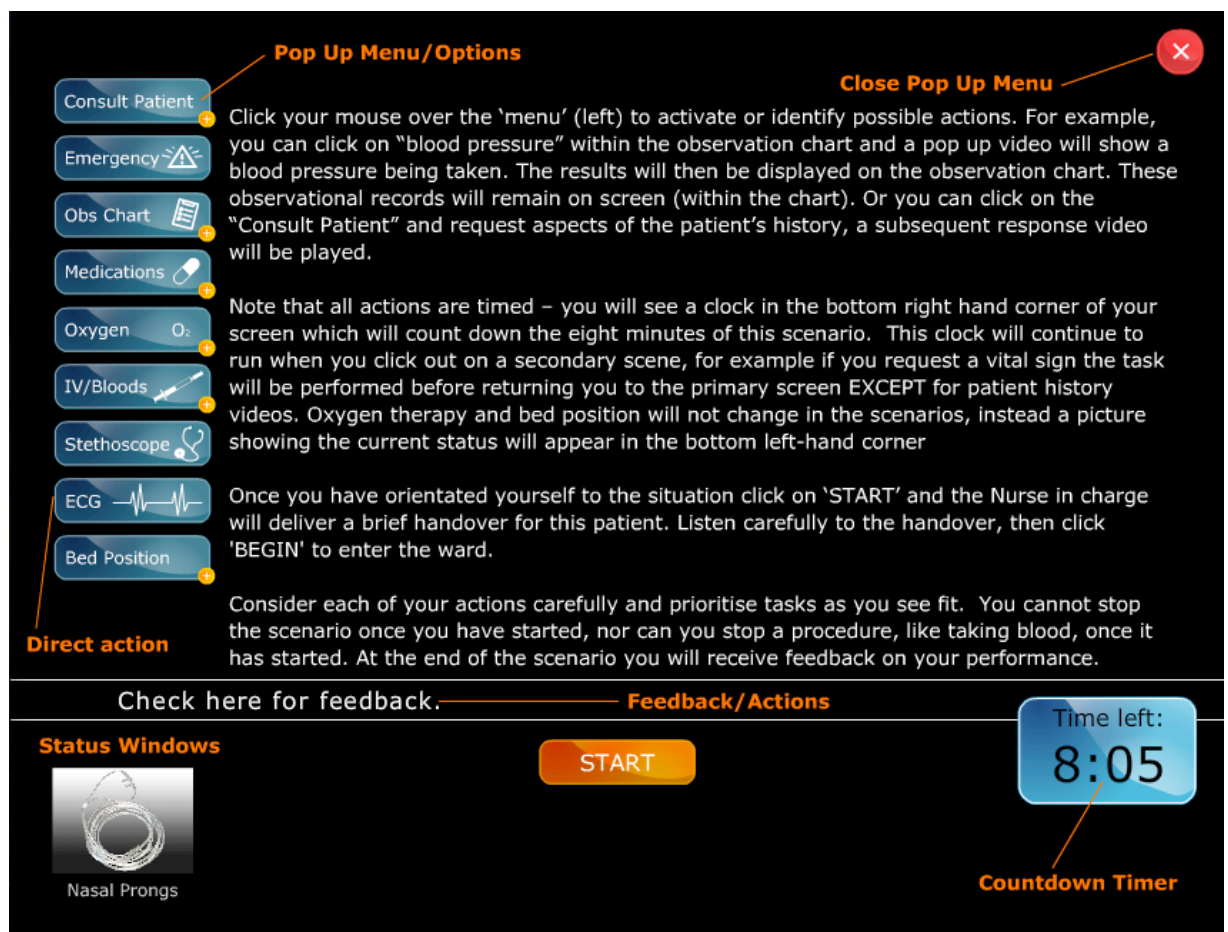 Pop Up Menu/Options
Close Pop Up Menu
Consult Patient
Emergency
Obs Chart
Medications
Oxygen O₂
IV/Bloods
Stethoscope
ECG
Bed Position
Direct action
Click your mouse over the ‘menu’ (left) to activate or identify possible actions. For example,
you can click on “blood pressure” within the observation chart and a pop up video will show a
blood pressure being taken. The results will then be displayed on the observation chart. These
observational records will remain on screen (within the chart). Or you can click on the
“Consult Patient” and request aspects of the patient’s history, a subsequent response video
will be played.
Note that all actions are timed – you will see a clock in the bottom right hand corner of your
screen which will count down the eight minutes of this scenario. This clock will continue to
run when you click out on a secondary scene, for example if you request a vital sign the task
will be performed before returning you to the primary screen EXCEPT for patient history
videos. Oxygen therapy and bed position will not change in the scenarios, instead a picture
showing the current status will appear in the bottom left-hand corner
Once you have orientated yourself to the situation click on ‘START’ and the Nurse in charge
will deliver a brief handover for this patient. Listen carefully to the handover, then click
'BEGIN' to enter the ward.
Consider each of your actions carefully and prioritise tasks as you see fit. You cannot stop
the scenario once you have started, nor can you stop a procedure, like taking blood, once it
has started. At the end of the scenario you will receive feedback on your performance.
Check here for feedback.
Feedback/Actions
Status Windows
Nasal Prongs
START
Time left:
8:05
Countdown Timer